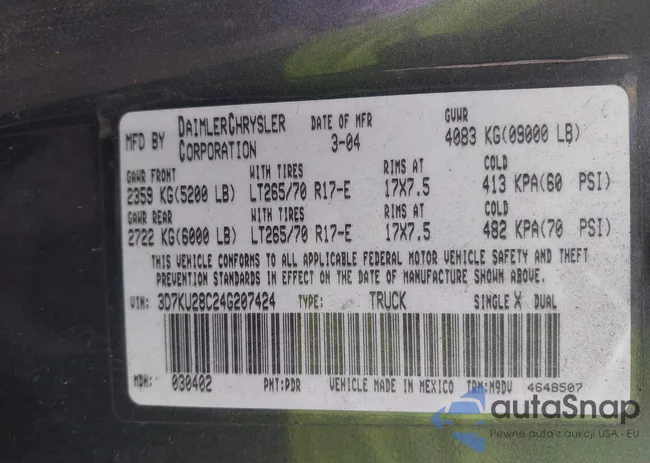 MFD BY DAIMLERCHRYSLER CORPORATION DATE OF MFR 3-04 GVWR 4083 KG(09000 LB)
GAWR FRONT WITH TIRES RIMS AT COLD
2359 KG(5200 LB) LT265/70 R17-E 17X7.5 413 KPA(60 PSI)
GAWR REAR WITH TIRES RIMS AT COLD
2722 KG(6000 LB) LT265/70 R17-E 17X7.5 482 KPA(70 PSI)
THIS VEHICLE CONFORMS TO ALL APPLICABLE FEDERAL MOTOR VEHICLE SAFETY AND THEFT
PREVENTION STANDARDS IN EFFECT ON THE DATE OF MANUFACTURE SHOWN ABOVE.
VIN: 3D7KU28C24G207424 TYPE: TRUCK SINGLE X DUAL
MDH: 030402 PNT:PDR VEHICLE MADE IN MEXICO TRM:M9DV 4648507
autaSnap
Pewne auta z aukcji USA - EU